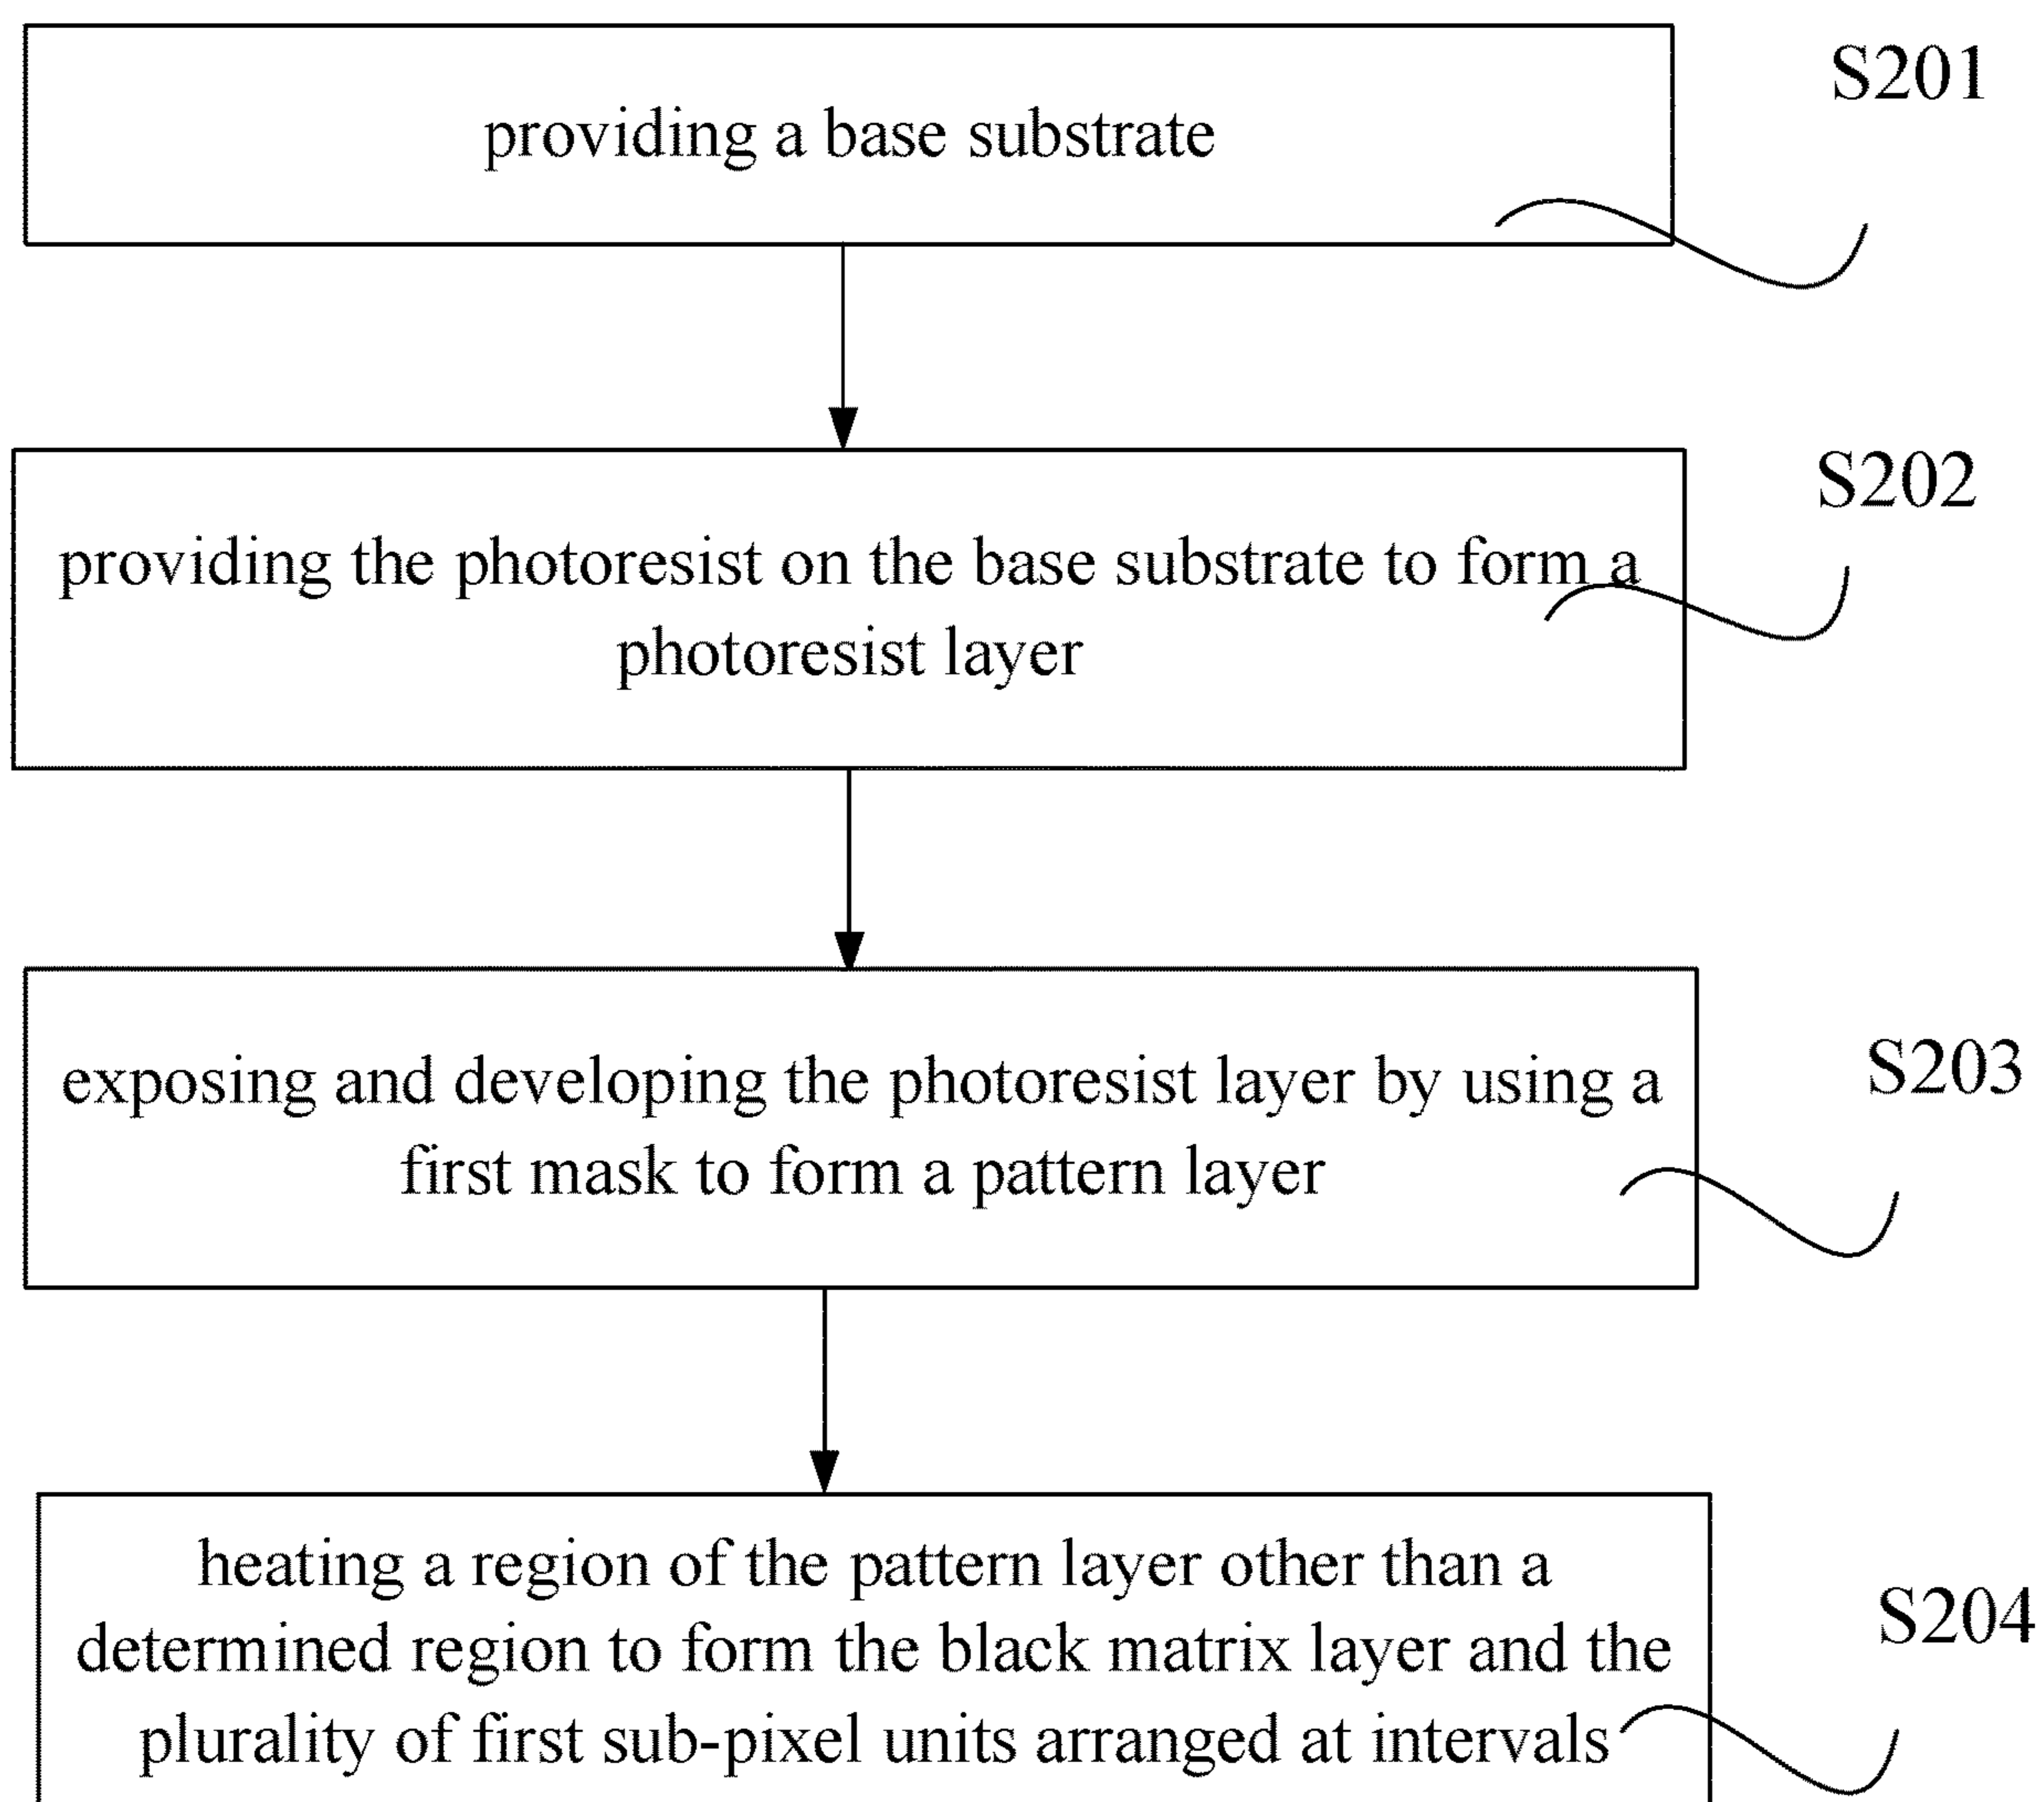 providing a base substrate
S201
providing the photoresist on the base substrate to form a
photoresist layer
S202
exposing and developing the photoresist layer by using a
first mask to form a pattern layer
S203
heating a region of the pattern layer other than a
determined region to form the black matrix layer and the
plurality of first sub-pixel units arranged at intervals
S204